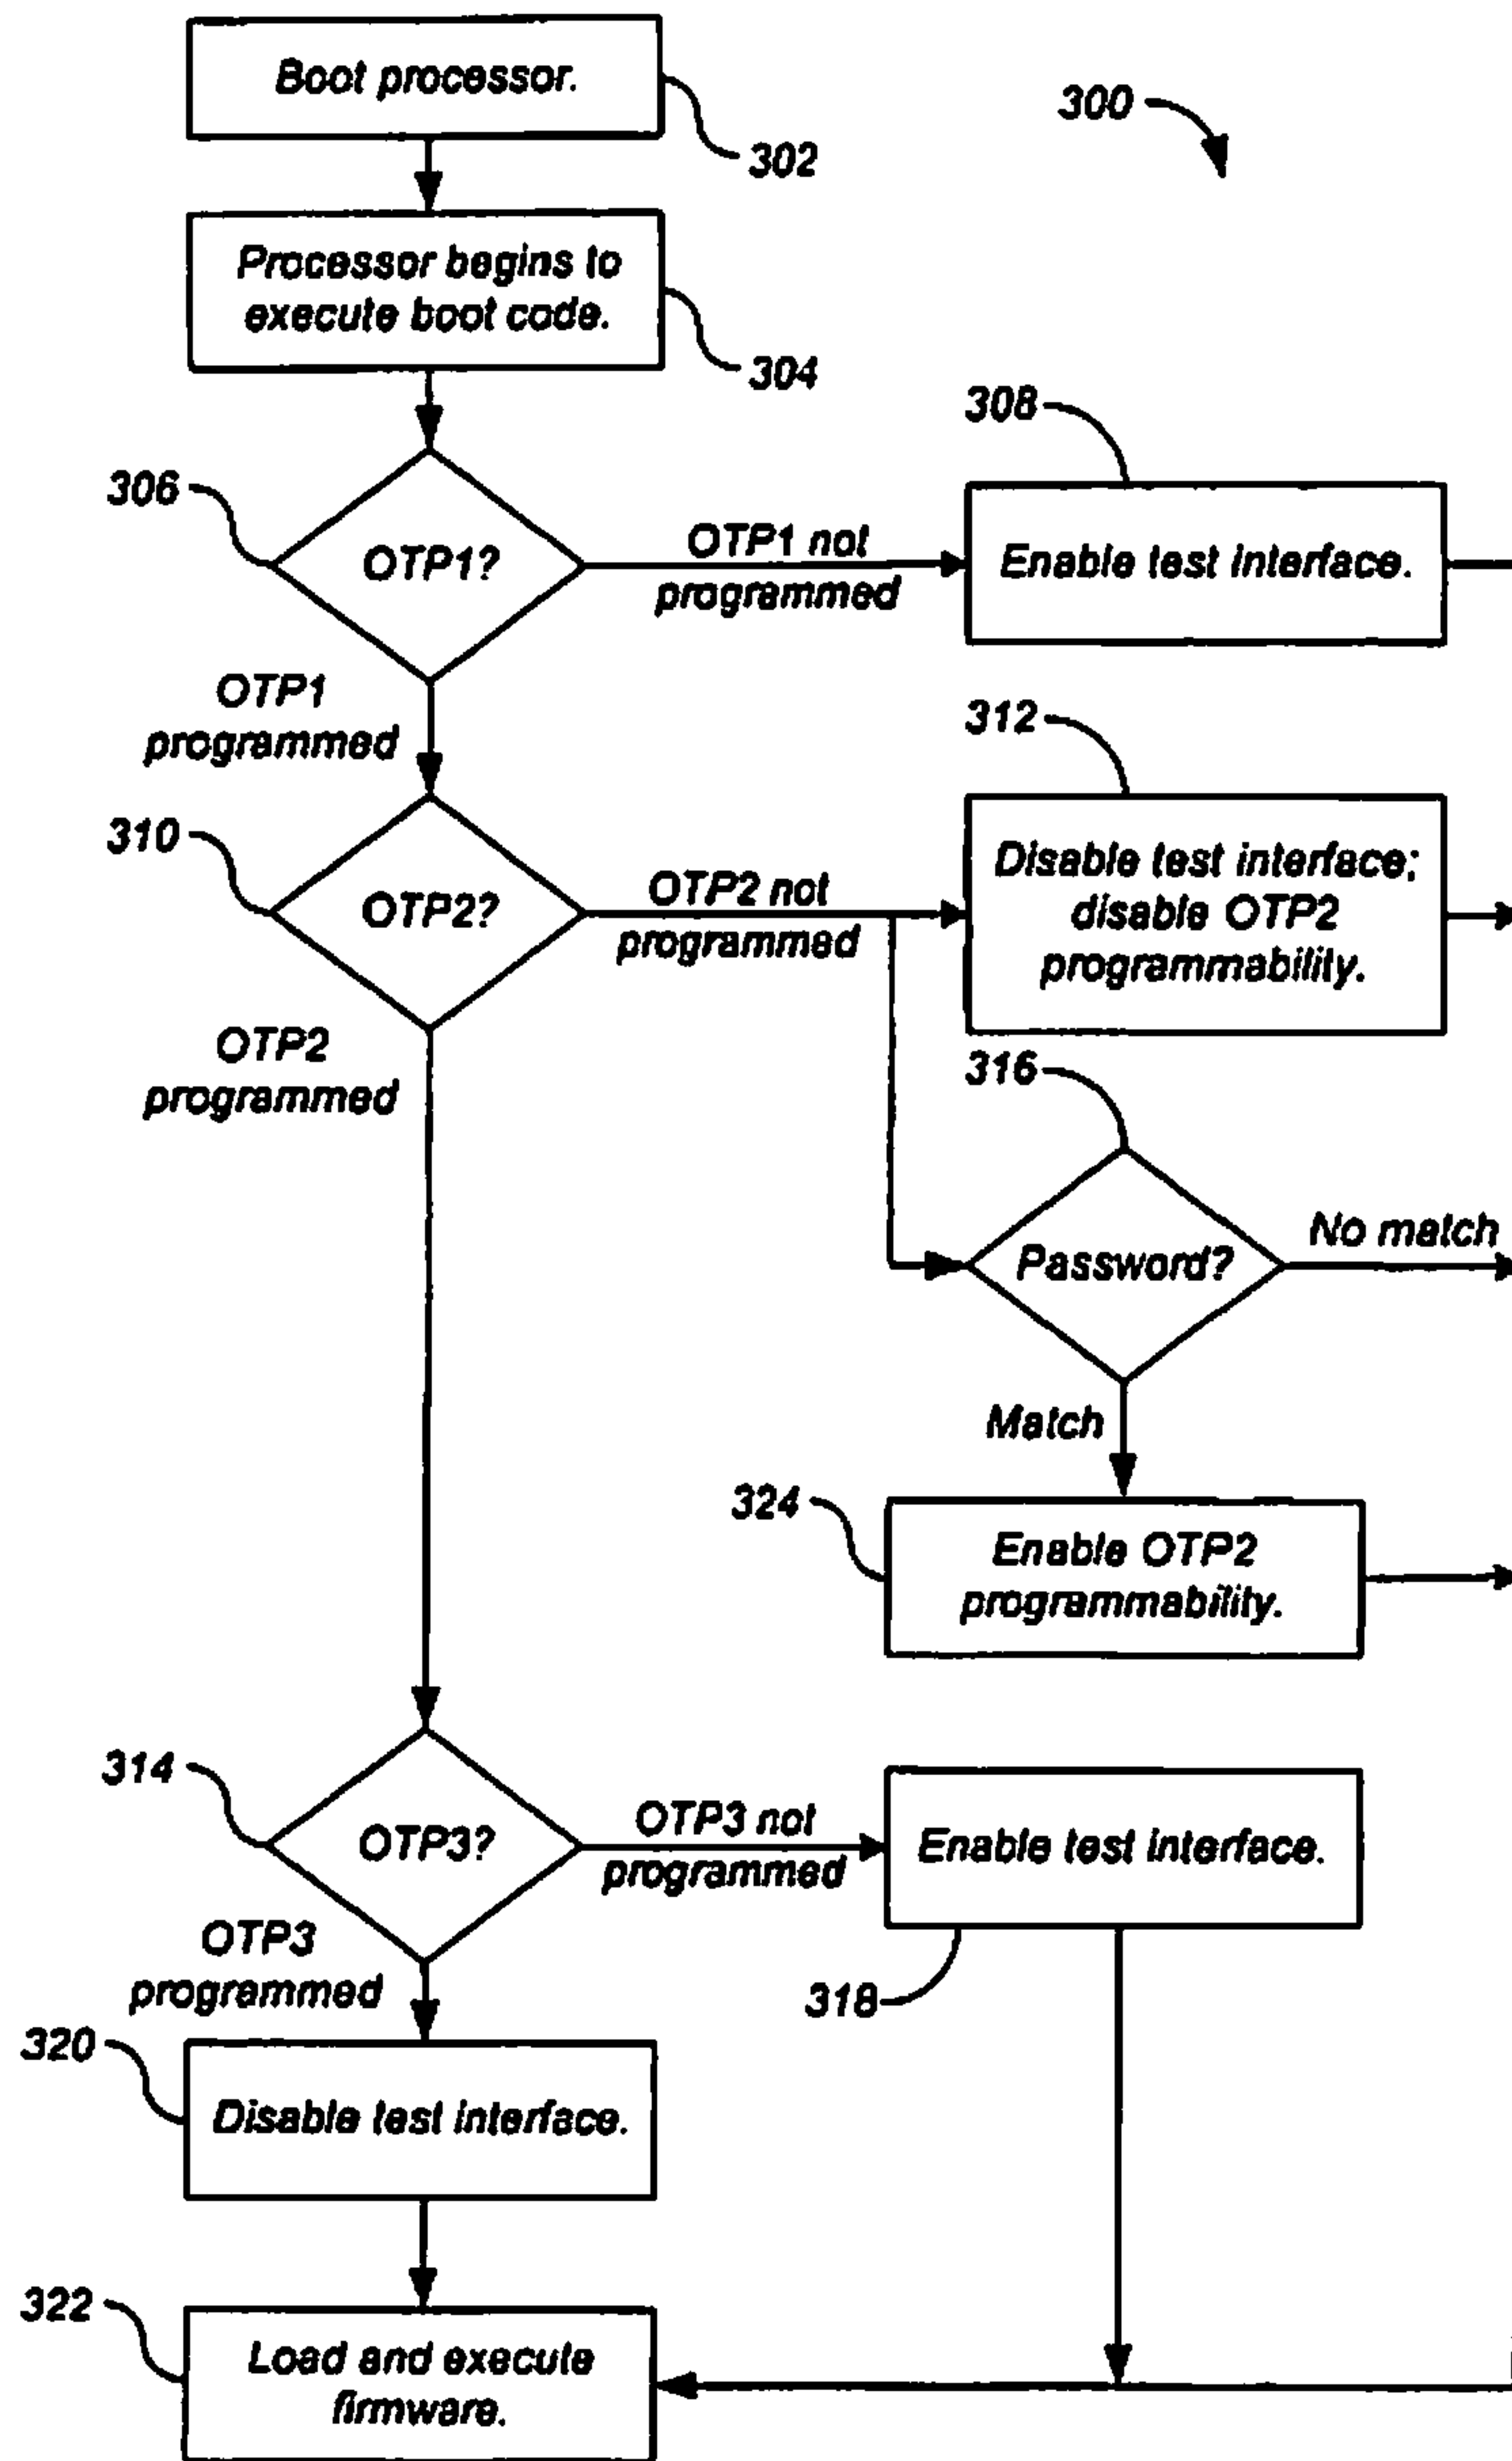 Boot processor.
302
300
Processor begins to
execute boot code.
304
308
306
OTP1?
OTP1 not
programmed
Enable test interface.
OTP1
programmed
312
310
OTP2?
OTP2 not
programmed
Disable test interface;
disable OTP2
programmability.
OTP2
programmed
316
Password?
No match
Match
324
Enable OTP2
programmability.
314
OTP3?
OTP3 not
programmed
Enable test interface.
OTP3
programmed
318
320
Disable test interface.
322
Load and execute
firmware.